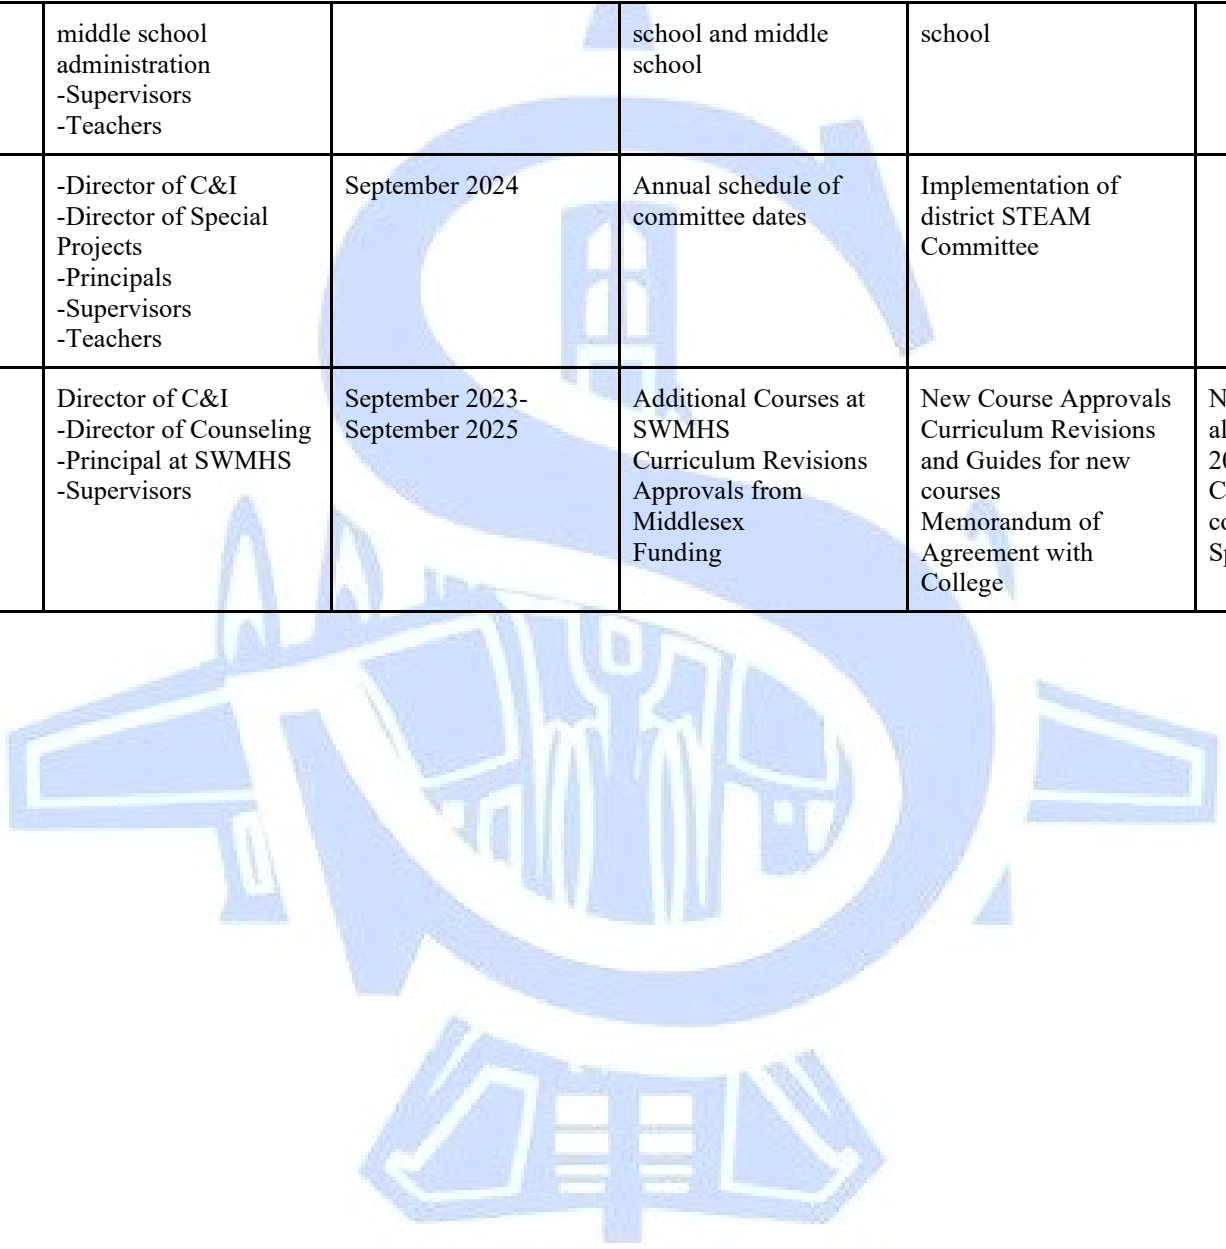 middle school
administration
-Supervisors
-Teachers
school and middle
school
school
-Director of C&I
-Director of Special
Projects
-Principals
-Supervisors
-Teachers
September 2024
Annual schedule of
committee dates
Implementation of
district STEAM
Committee
Director of C&I
-Director of Counseling
-Principal at SWMHS
-Supervisors
September 2023-
September 2025
Additional Courses at
SWMHS
Curriculum Revisions
Approvals from
Middlesex
Funding
New Course Approvals
Curriculum Revisions
and Guides for new
courses
Memorandum of
Agreement with
College